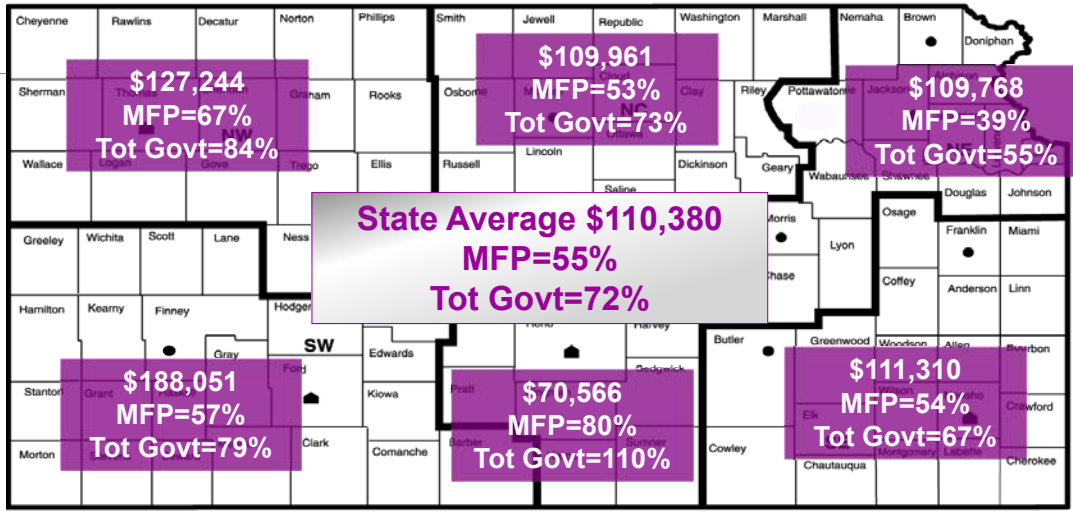 Cheyenne Rawlins Decatur Norton Phillips Smith Jewell Republic Washington Marshall Nemaha Brown
Doniphan
$127,244
MFP=67%
Tot Govt=84%
$109,961
MFP=53%
Tot Govt=73%
$109,768
MFP=39%
Tot Govt=55%
Sherman Graham Rooks Osborne Clay Riley Pottawatomie Jackson
NW NC
Ottawa
Lincoln
Wallace Logan Gove Trego Ellis Russell Dickinson Geary Wabaunsee Shawnee
Saline Douglas Johnson
State Average $110,380
MFP=55%
Tot Govt=72%
Greeley Wichita Scott Lane Ness Morris Lyon Osage Franklin Miami
Chase Coffey Anderson Linn
Hamilton Kearny Finney Hodger
Reno Harvey
Butler Greenwood Woodson Allen Bourbon
Gray SW Edwards Sedgwick
Ford
$188,051
MFP=57%
Tot Govt=79%
$70,566
MFP=80%
Tot Govt=110%
$111,310
MFP=54%
Tot Govt=67%
Stanton Grant Kiowa Pratt Wilson Crawford
Elk
Morton Clark Comanche Barber Sumner Cowley Montgomery Labette Cherokee
Chautauqua